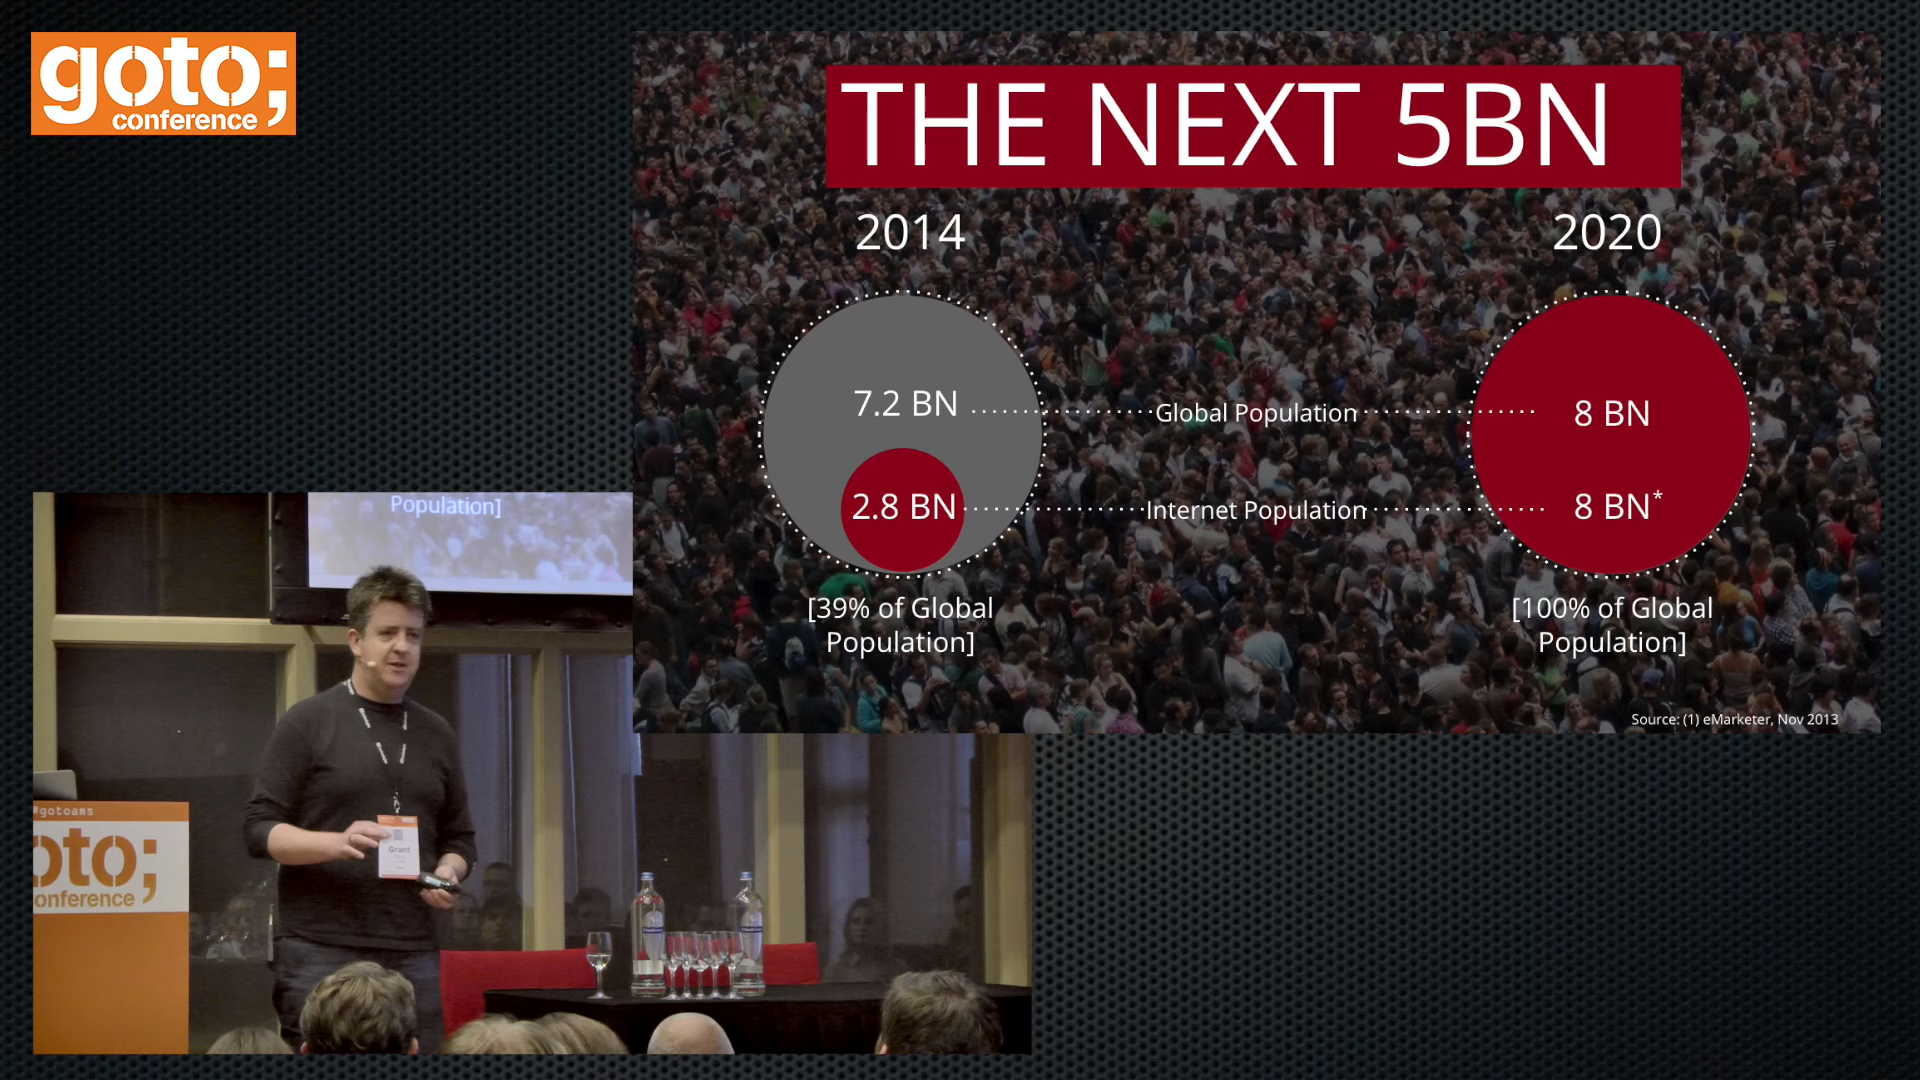 goto;
conference
THE NEXT 5BN
2014
2020
7.2 BN
Global Population
8 BN
2.8 BN
Internet Population
8 BN*
[39% of Global
Population]
[100% of Global
Population]
Source: (1) eMarketer, Nov 2013
Population]
#gotoams
oto;
onference
Grant